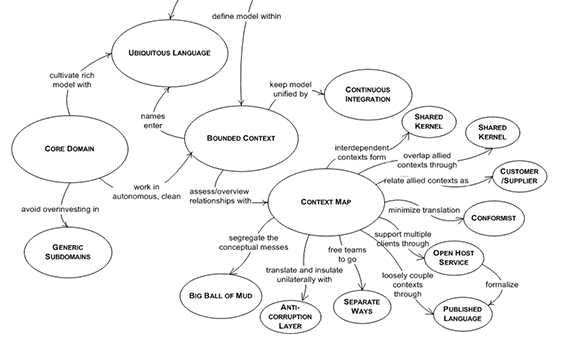 define model within
UBIQUITOUS LANGUAGE
cultivate rich
model with
names
enter
keep model
unified by
CONTINUOUS
INTEGRATION
CORE DOMAIN
BOUNDED CONTEXT
SHARED
KERNEL
SHARED
KERNEL
interdependent
contexts form
overlap allied
contexts through
work in
autonomous, clean
assess/overview
relationships with
relate allied contexts as
CUSTOMER
/SUPPLIER
CONTEXT MAP
avoid overinvesting in
minimize translation
CONFORMIST
GENERIC
SUBDOMAINS
segregate the
conceptual messes
free teams
to go
support multiple
clients through
OPEN HOST
SERVICE
translate and insulate
unilaterally with
loosely couple
contexts
through
formalize
BIG BALL OF MUD
ANTI-
CORRUPTION
LAYER
SEPARATE
WAYS
PUBLISHED
LANGUAGE